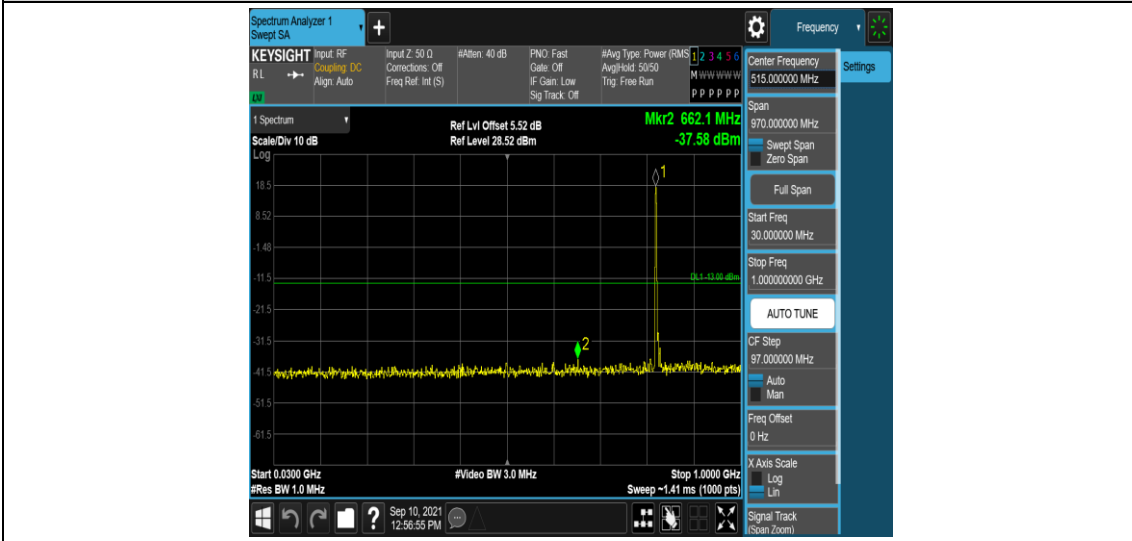 Spectrum Analyzer 1
Swept SA
+
Frequency
KEYSIGHT
RL
LXI
Input: RF
Coupling: DC
Align: Auto
Input Z: 50 Ω
Corrections: Off
Freq Ref: Int (S)
#Atten: 40 dB
PNO: Fast
Gate: Off
IF Gain: Low
Sig Track: Off
#Avg Type: Power (RMS
Avg|Hold: 50/50
Trig: Free Run
1 2 3 4 5 6
M W W W W W
P P P P P P
Center Frequency
515.000000 MHz
Settings
1 Spectrum
Scale/Div 10 dB
Log
Ref Lvl Offset 5.52 dB
Ref Level 28.52 dBm
Mkr2 662.1 MHz
-37.58 dBm
Span
970.000000 MHz
Swept Span
Zero Span
Full Span
Start Freq
30.000000 MHz
Stop Freq
1.000000000 GHz
AUTO TUNE
CF Step
97.000000 MHz
Auto
Man
Freq Offset
0 Hz
X Axis Scale
Log
Lin
Signal Track
(Span Zoom)
1
18.5
8.52
-1.48
-11.5
DL1 -13.00 dBm
-21.5
-31.5
2
-41.5
-51.5
-61.5
Start 0.0300 GHz
#Video BW 3.0 MHz
Stop 1.0000 GHz
#Res BW 1.0 MHz
Sweep ~1.41 ms (1000 pts)
?
Sep 10, 2021
12:56:55 PM